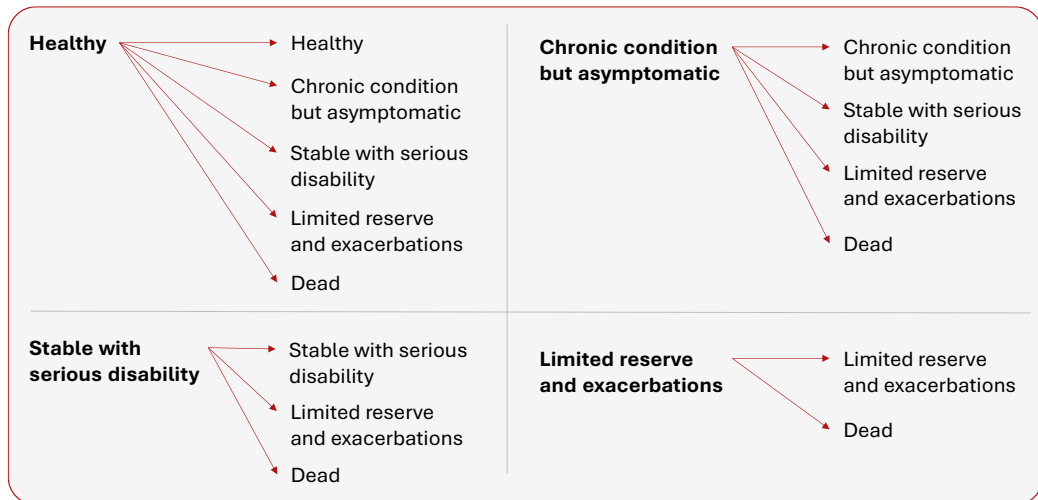 Healthy
Healthy
Chronic condition
but asymptomatic
Stable with serious
disability
Limited reserve
and exacerbations
Dead
Chronic condition
but asymptomatic
Chronic condition
but asymptomatic
Stable with serious
disability
Limited reserve
and exacerbations
Dead
Stable with
serious disability
Stable with serious
disability
Limited reserve
and exacerbations
Dead
Limited reserve
and exacerbations
Limited reserve
and exacerbations
Dead